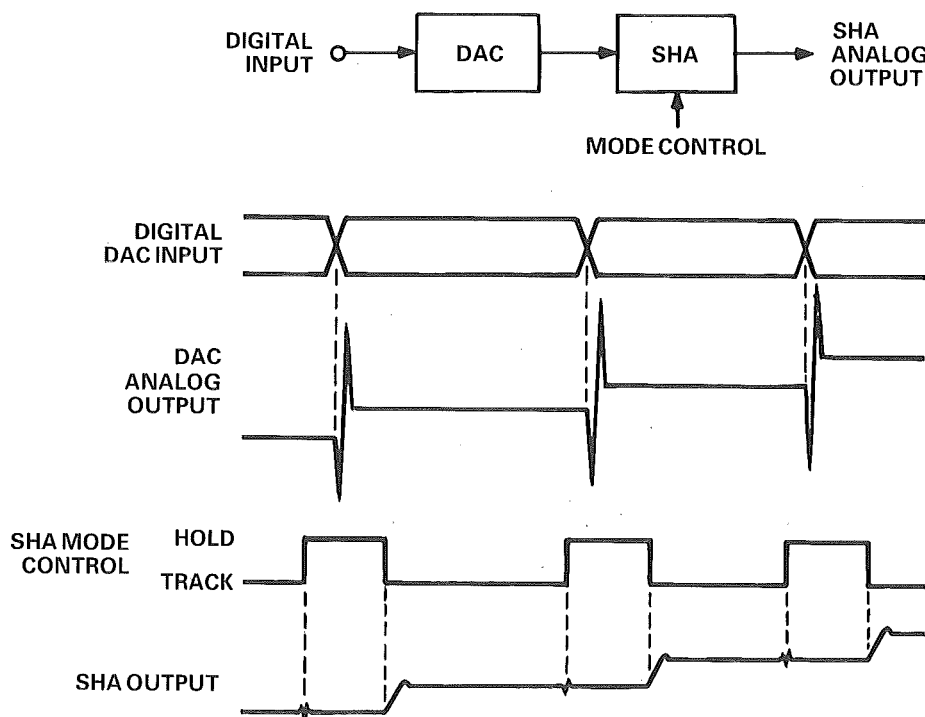 DIGITAL
INPUT
DAC
SHA
SHA
ANALOG
OUTPUT
MODE CONTROL
DIGITAL
DAC INPUT
DAC
ANALOG
OUTPUT
SHA MODE
CONTROL
HOLD
TRACK
SHA OUTPUT